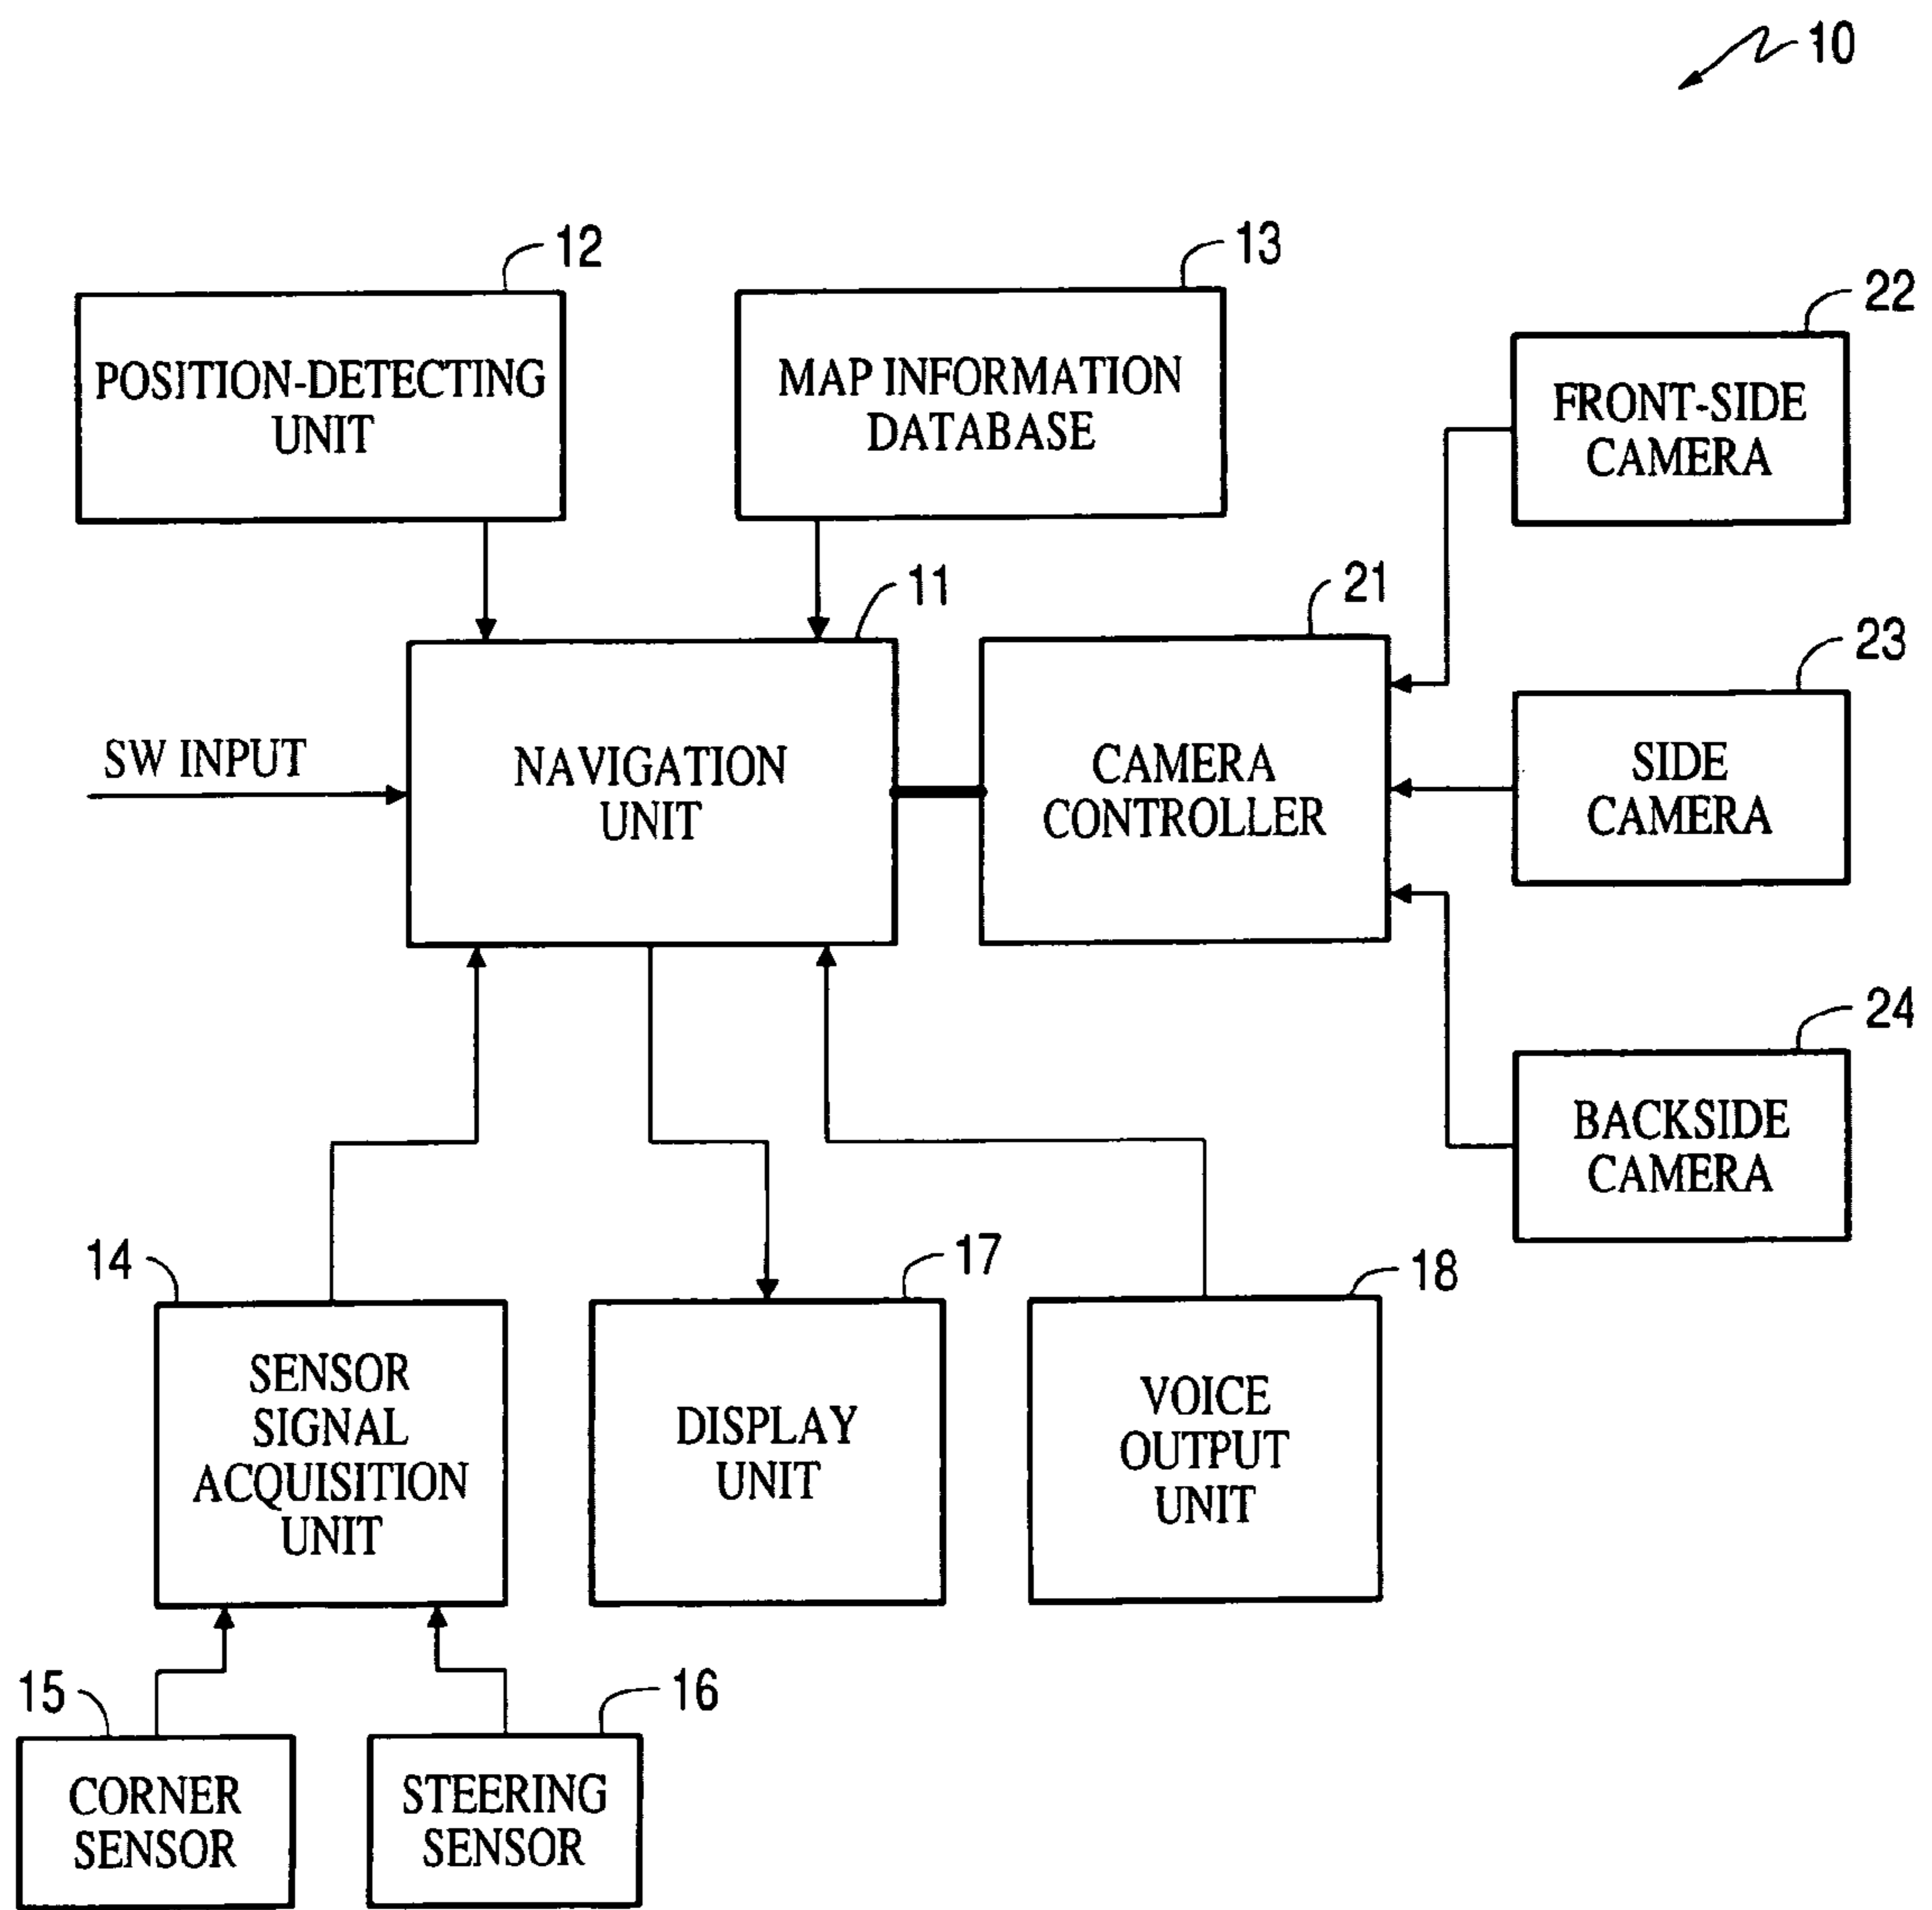 10
12
13
22
POSITION-DETECTING
UNIT
MAP INFORMATION
DATABASE
FRONT-SIDE
CAMERA
11
21
23
SW INPUT
NAVIGATION
UNIT
CAMERA
CONTROLLER
SIDE
CAMERA
24
BACKSIDE
CAMERA
14
17
18
SENSOR
SIGNAL
ACQUISITION
UNIT
DISPLAY
UNIT
VOICE
OUTPUT
UNIT
15
16
CORNER
SENSOR
STEERING
SENSOR